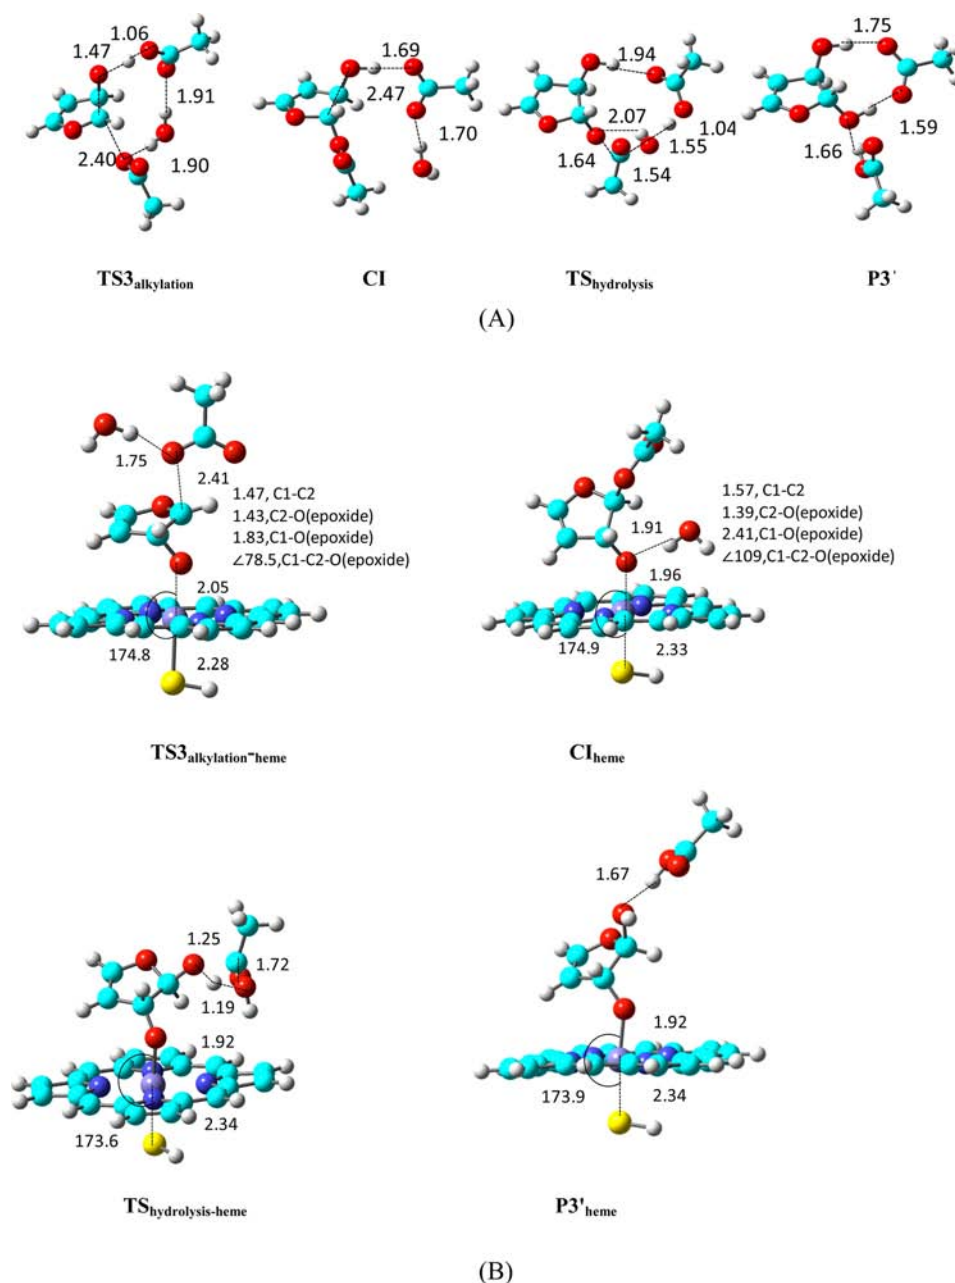 1.06
1.47
1.91
2.40
1.90
1.69
2.47
1.70
1.94
2.07
1.04
1.64
1.55
1.54
1.75
1.59
1.66
TS3alkylation
CI
TShydrolysis
P3'
(A)
1.75
2.41
1.47, C1-C2
1.43,C2-O(epoxide)
1.83,C1-O(epoxide)
∠78.5,C1-C2-O(epoxide)
2.05
174.8
2.28
1.91
1.57, C1-C2
1.39,C2-O(epoxide)
2.41,C1-O(epoxide)
∠109,C1-C2-O(epoxide)
1.96
174.9
2.33
TS3alkylation-heme
CIheme
1.25
1.72
1.19
1.92
173.6
2.34
1.67
1.92
173.9
2.34
TShydrolysis-heme
P3'heme
(B)